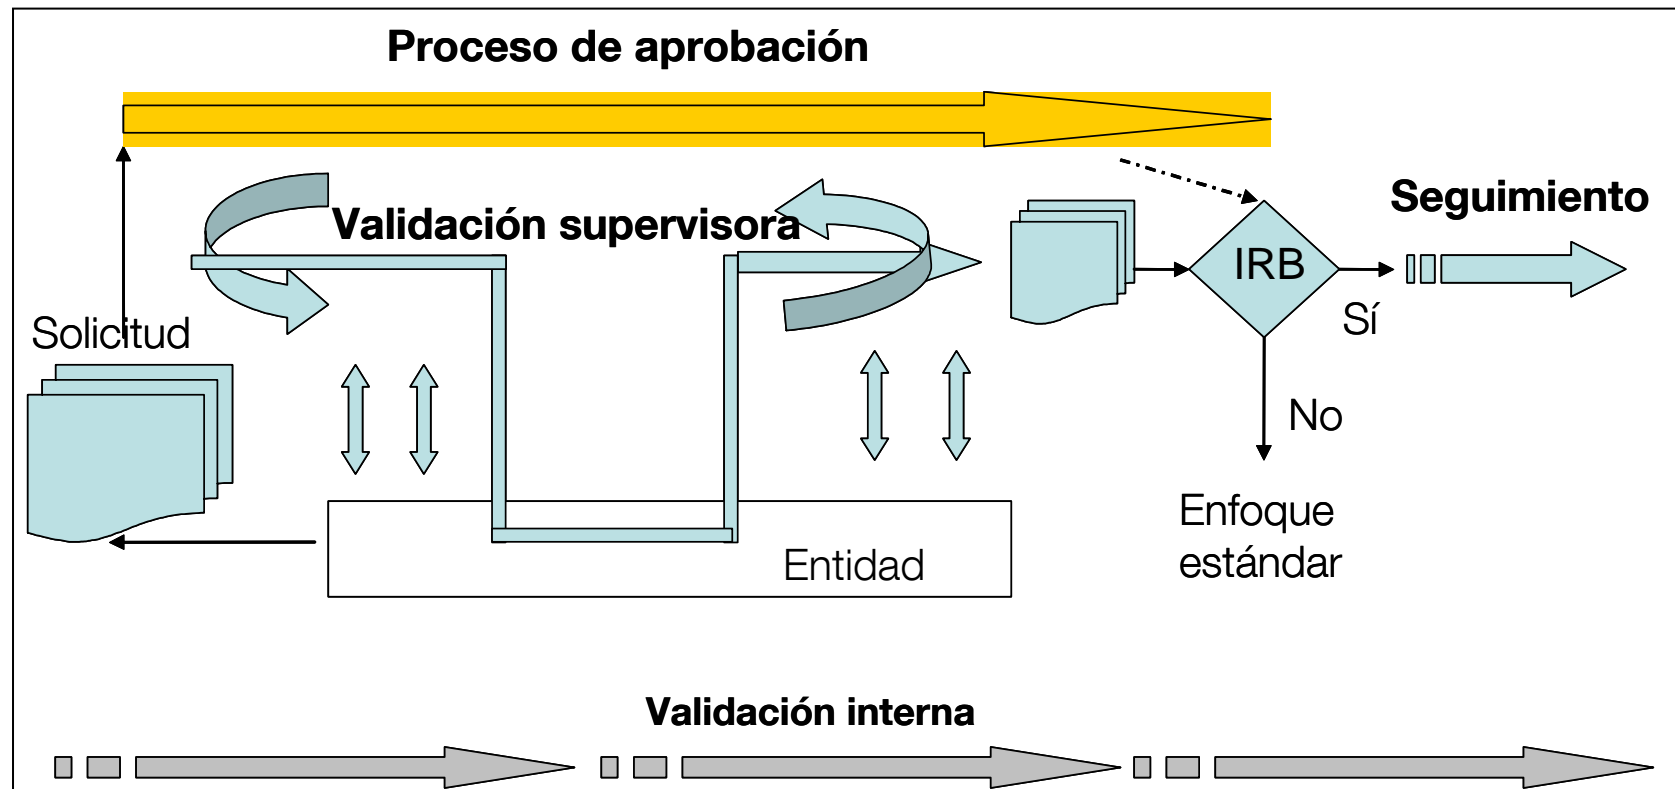 Proceso de aprobación
Validación supervisora
Seguimiento
IRB
Sí
Solicitud
No
Enfoque
estándar
Entidad
Validación interna